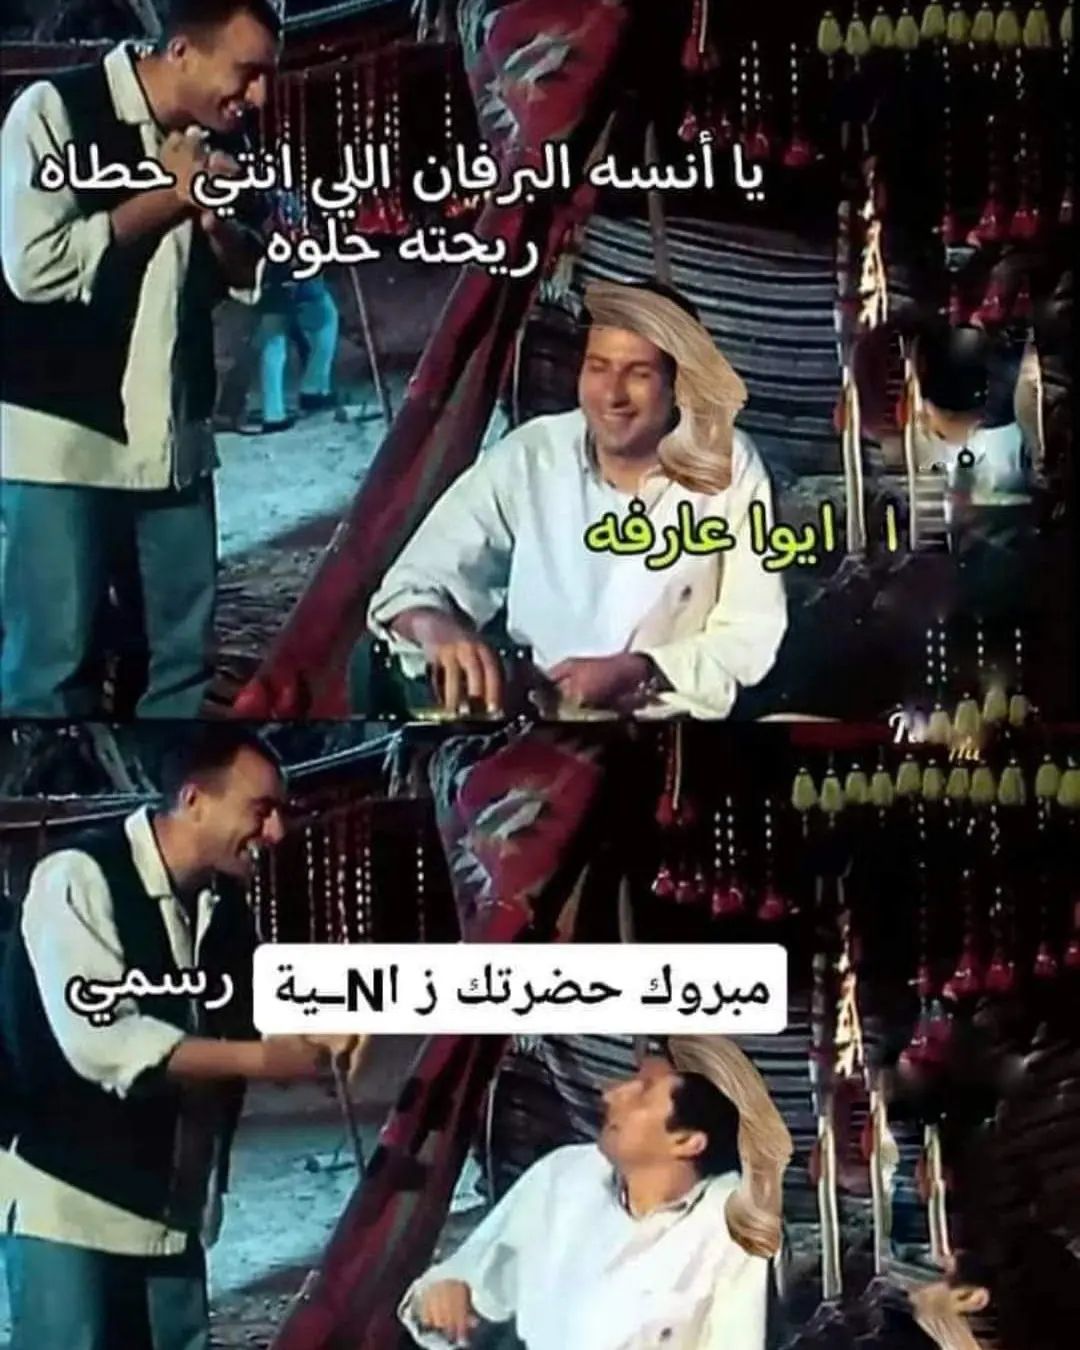 يا أنسه البرفان اللي انتي حطاه
ريحته حلوه
ا ايوا عارفه
مبروك حضرتك ز اNـية رسمي